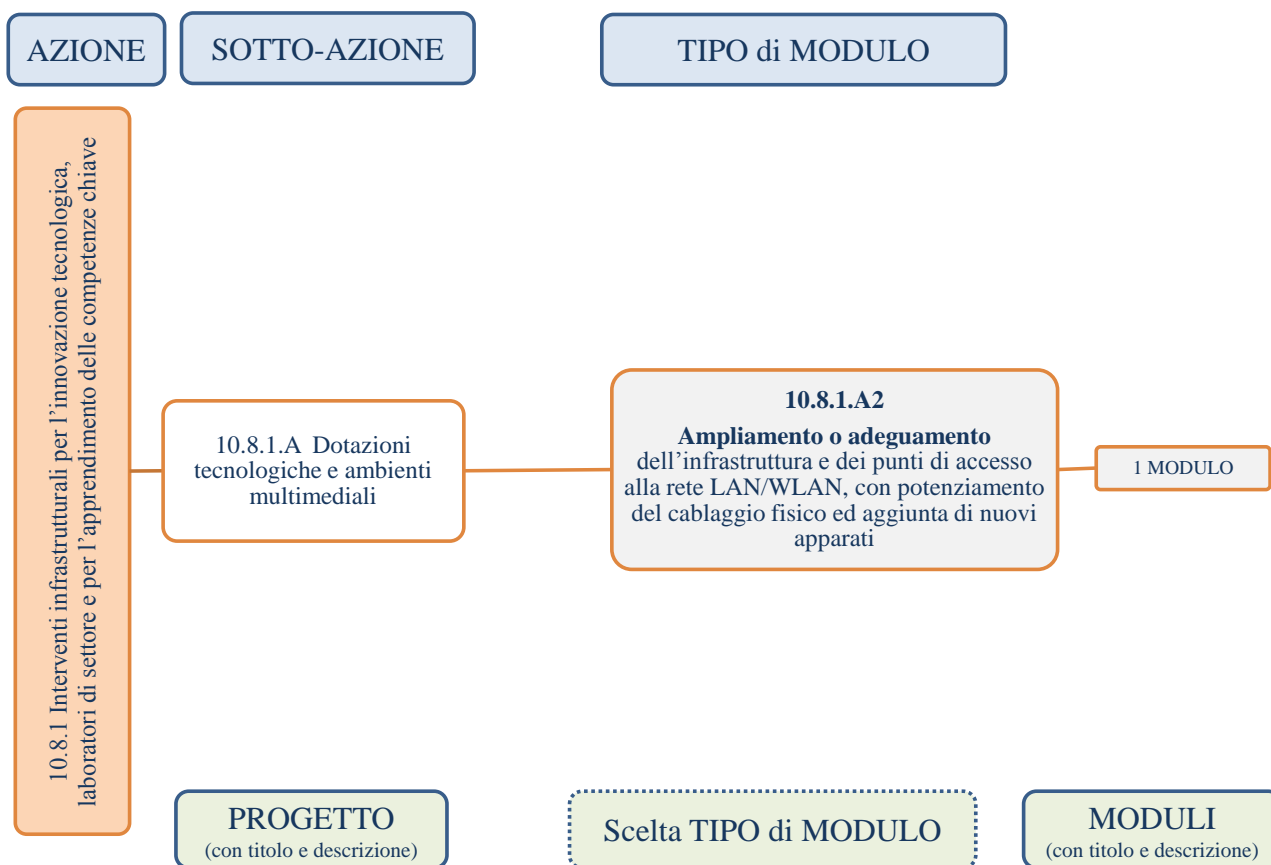 AZIONE
SOTTO-AZIONE
TIPO di MODULO
10.8.1 Interventi infrastrutturali per l’innovazione tecnologica,
laboratori di settore e per l’apprendimento delle competenze chiave
10.8.1.A Dotazioni
tecnologiche e ambienti
multimediali
10.8.1.A2
Ampliamento o adeguamento
dell’infrastruttura e dei punti di accesso
alla rete LAN/WLAN, con potenziamento
del cablaggio fisico ed aggiunta di nuovi
apparati
1 MODULO
PROGETTO
(con titolo e descrizione)
Scelta TIPO di MODULO
MODULI
(con titolo e descrizione)